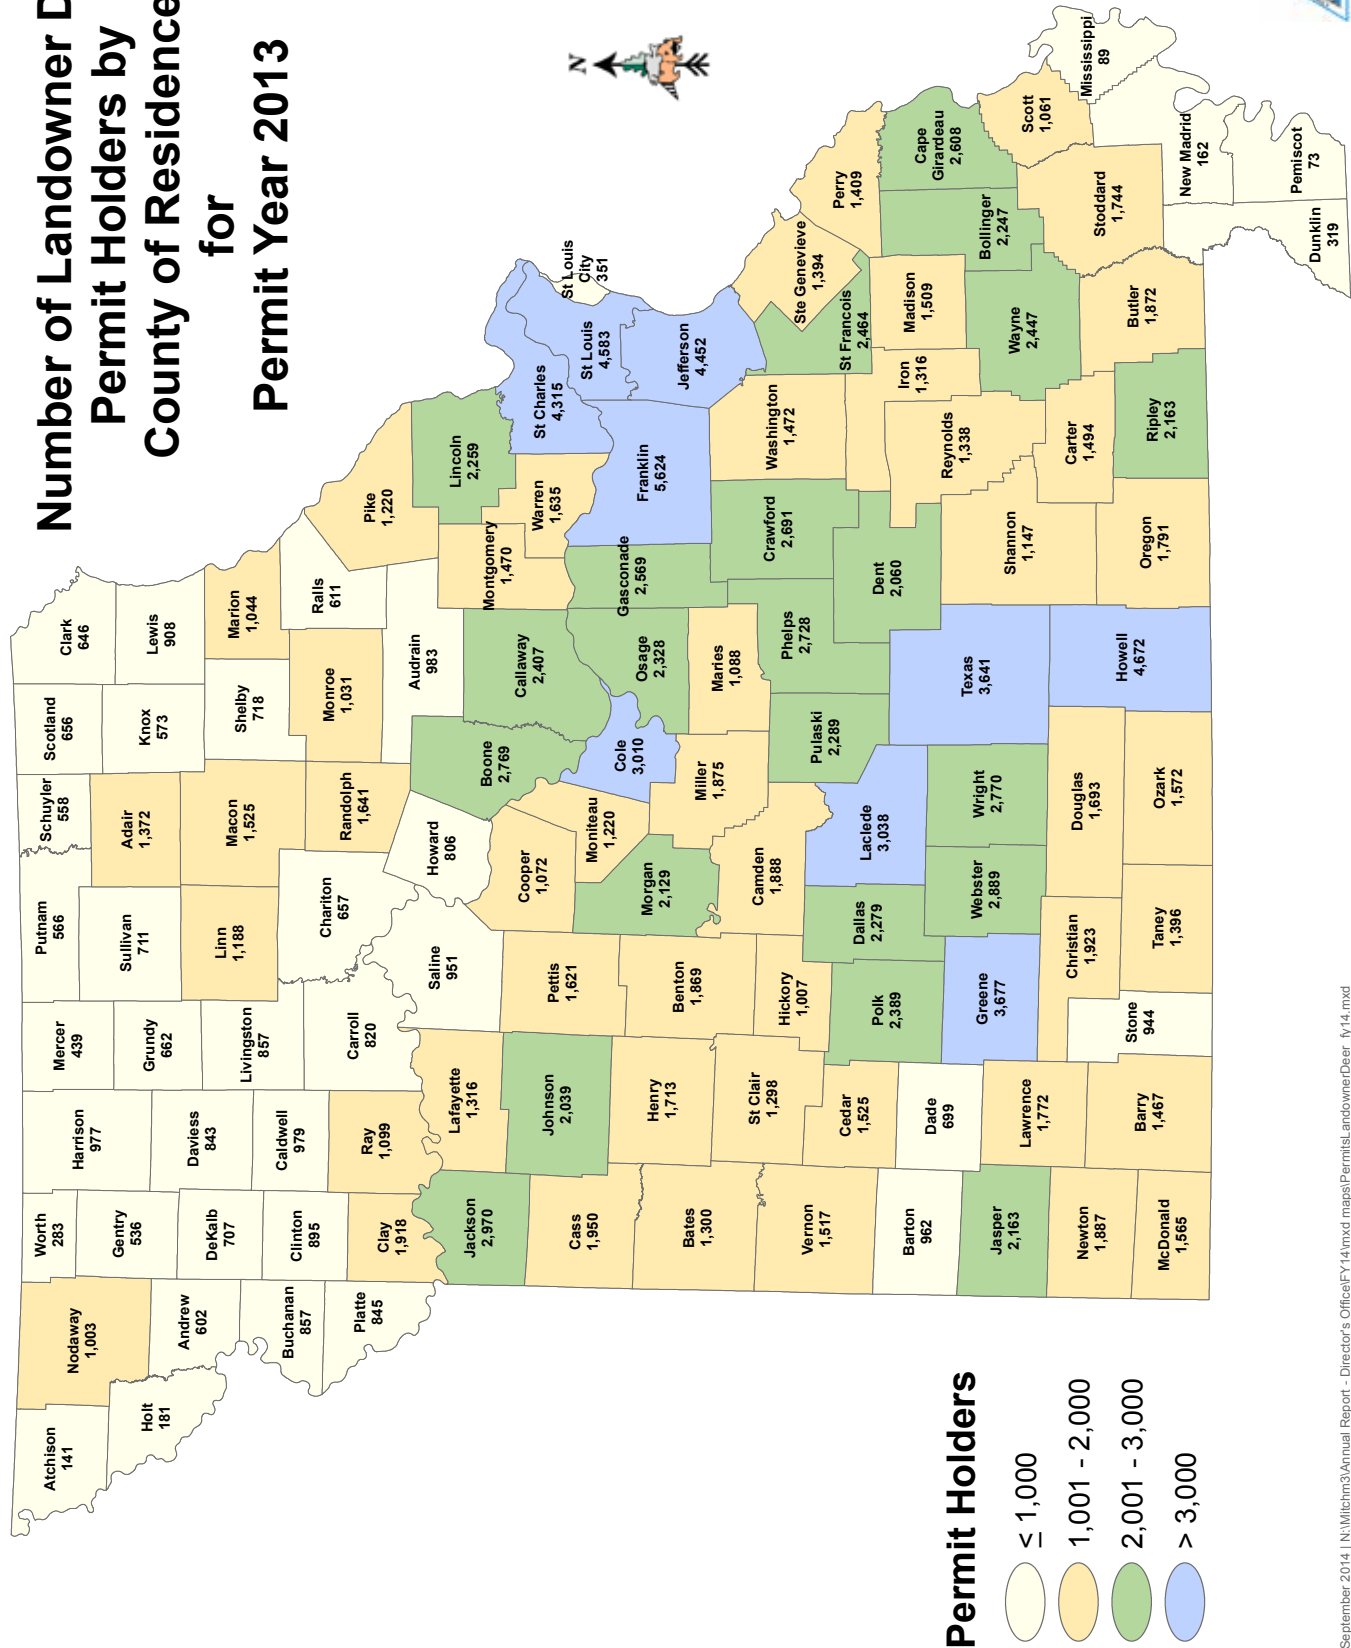 Number of Landowner D
Permit Holders by
County of Residence
for
Permit Year 2013
N
Atchison
141
Nodaway
1,003
Worth
283
Harrison
977
Mercer
439
Putnam
566
Schuyler
558
Scotland
656
Clark
646
Holt
181
Andrew
602
Gentry
536
DeKalb
707
Daviess
843
Grundy
662
Sullivan
711
Adair
1,372
Knox
573
Lewis
908
Buchanan
857
Clinton
895
Caldwell
979
Livingston
857
Linn
1,188
Macon
1,525
Shelby
718
Marion
1,044
Platte
845
Clay
1,918
Ray
1,099
Carroll
820
Chariton
657
Randolph
1,641
Monroe
1,031
Ralls
611
Pike
1,220
Jackson
2,970
Lafayette
1,316
Saline
951
Howard
806
Boone
2,769
Audrain
983
Callaway
2,407
Montgomery
1,470
Lincoln
2,259
Warren
1,635
St Charles
4,315
St Louis
4,583
St Louis
City
351
Cass
1,950
Johnson
2,039
Pettis
1,621
Cooper
1,072
Moniteau
1,220
Cole
3,010
Osage
2,328
Gasconade
2,569
Franklin
5,624
Jefferson
4,452
Bates
1,300
Henry
1,713
Benton
1,869
Morgan
2,129
Miller
1,875
Maries
1,088
Phelps
2,728
Crawford
2,691
Washington
1,472
Ste Genevieve
1,394
St Francois
2,464
Perry
1,409
Vernon
1,517
St Clair
1,298
Hickory
1,007
Camden
1,888
Pulaski
2,289
Dent
2,060
Iron
1,316
Madison
1,509
Bollinger
2,247
Cape
Girardeau
2,608
Cedar
1,525
Polk
2,389
Dallas
2,279
Laclede
3,038
Texas
3,641
Reynolds
1,338
Wayne
2,447
Scott
1,061
Mississippi
89
Barton
962
Dade
699
Greene
3,677
Webster
2,889
Wright
2,770
Shannon
1,147
Carter
1,494
Stoddard
1,744
New Madrid
162
Jasper
2,163
Lawrence
1,772
Christian
1,923
Douglas
1,693
Howell
4,672
Oregon
1,791
Ripley
2,163
Butler
1,872
Newton
1,887
Barry
1,467
Stone
944
Taney
1,396
Ozark
1,572
McDonald
1,565
Dunklin
319
Pemiscot
73
Permit Holders
≤ 1,000
1,001 - 2,000
2,001 - 3,000
> 3,000
September 2014 | N:\Mitchm3\Annual Report - Director's Office\FY14\mxd maps\PermitsLandownerDeer_fy14.mxd